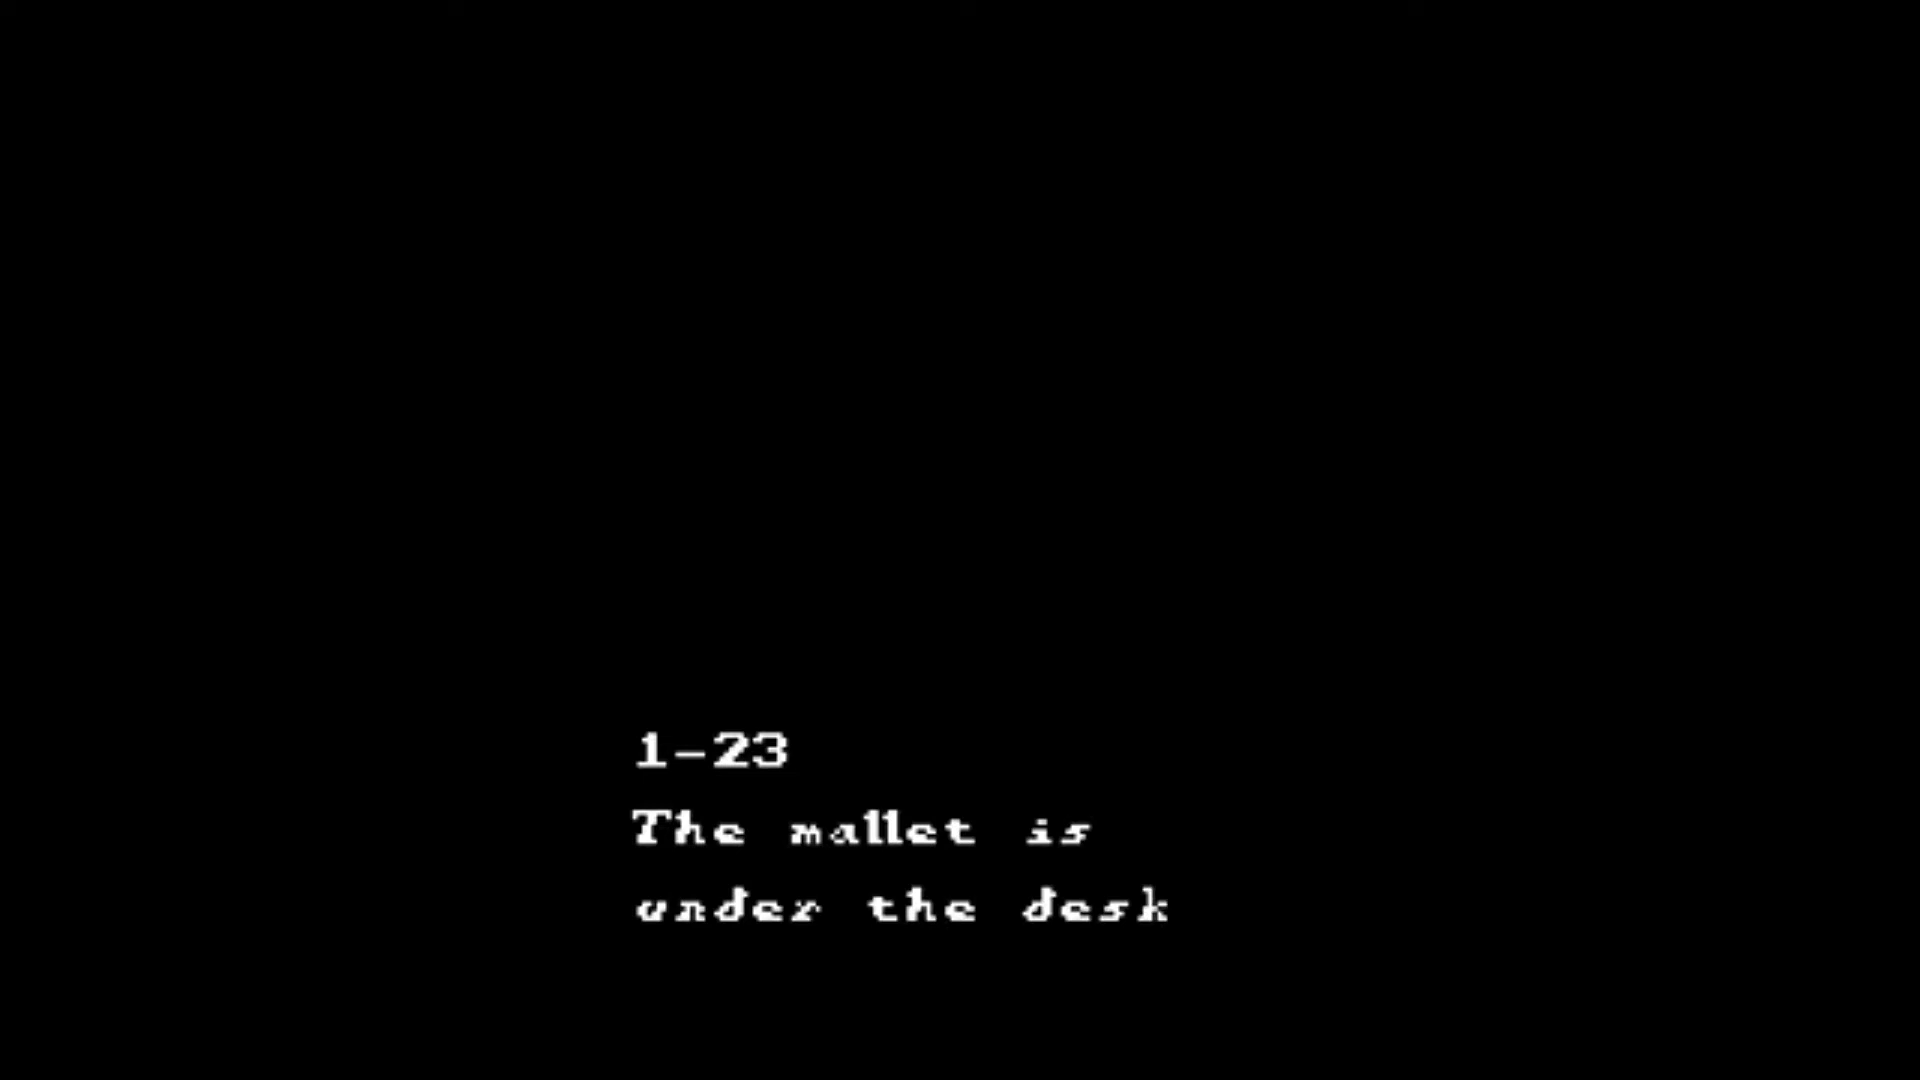 1-23
The mallet is
under the desk